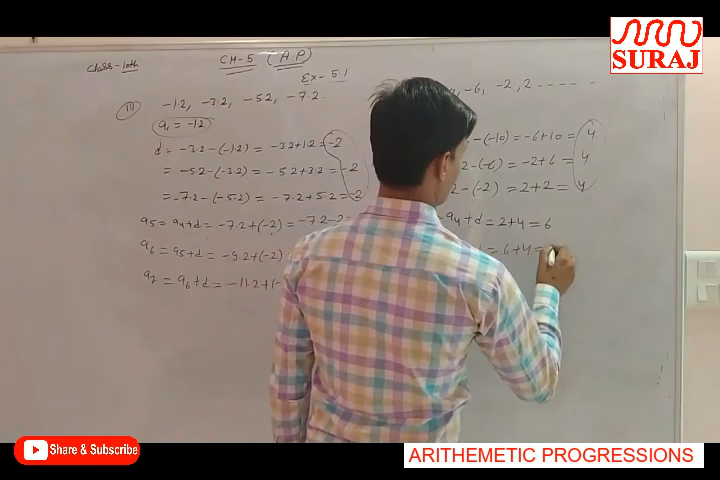 SURAJ
Class-10th
CH-5 (A.P)
Ex-5.1
III -1.2, -3.2, -5.2, -7.2
a₁ = -1.2
d = -3.2-(-1.2) = -3.2+1.2 = -2
= -5.2-(-3.2) = -5.2+3.2 = -2
= -7.2-(-5.2) = -7.2+5.2 = -2
a₅ = a₄+d = -7.2+(-2) = -7.2-2
a₆ = a₅+d = -9.2+(-2)
a₇ = a₆+d = -11.2+(-
-6, -2, 2 ------
-(-10) = -6+10 = 4
2-(-6) = -2+6 = 4
2-(-2) = 2+2 = 4
= a₄+d = 2+4 = 6
= 6+4 =
Share & Subscribe
ARITHEMETIC PROGRESSIONS